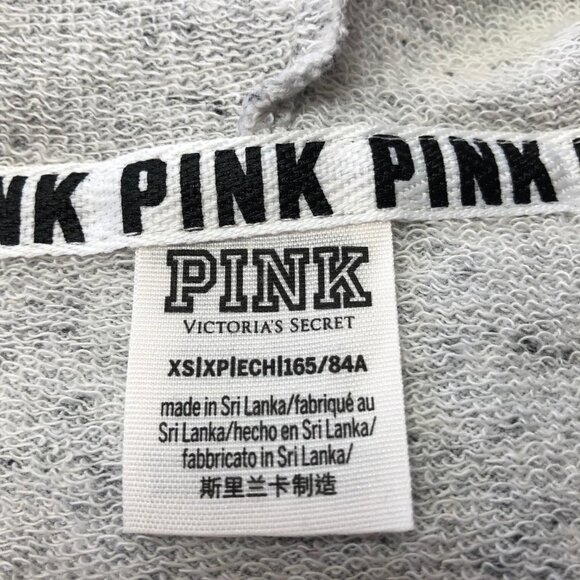 NK PINK PINK
PINK
VICTORIA'S SECRET
XS|XP|ECH|165/84A
made in Sri Lanka/fabriqué au
Sri Lanka/hecho en Sri Lanka/
fabbricato in Sri Lanka/
斯里兰卡制造